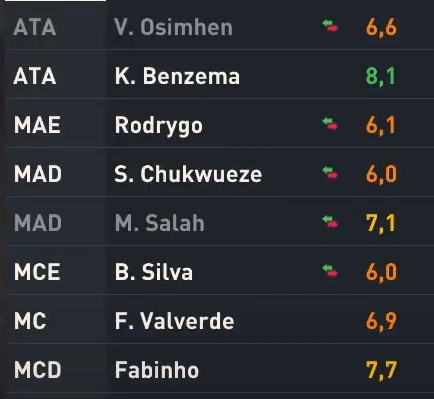 ATA V. Osimhen 6,6
ATA K. Benzema 8,1
MAE Rodrygo 6,1
MAD S. Chukwueze 6,0
MAD M. Salah 7,1
MCE B. Silva 6,0
MC F. Valverde 6,9
MCD Fabinho 7,7